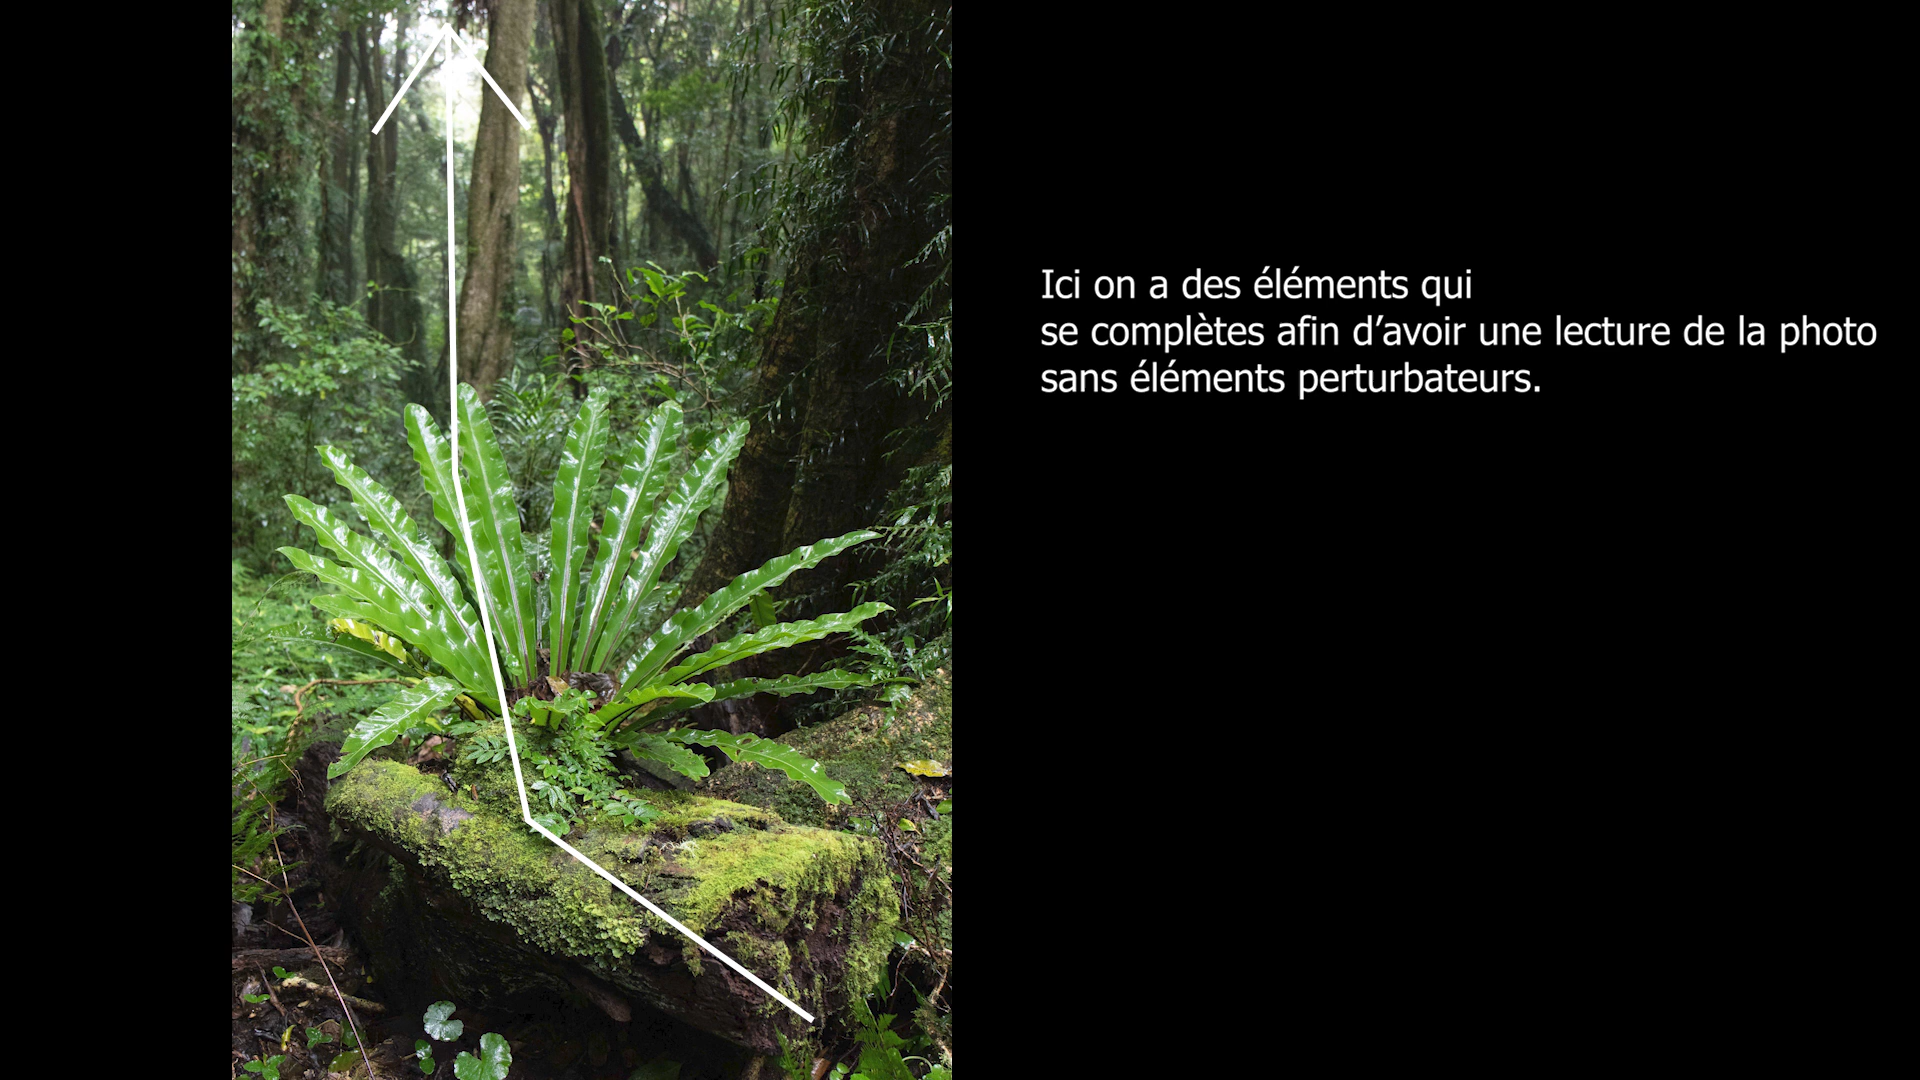 Ici on a des éléments qui
se complètes afin d’avoir une lecture de la photo
sans éléments perturbateurs.